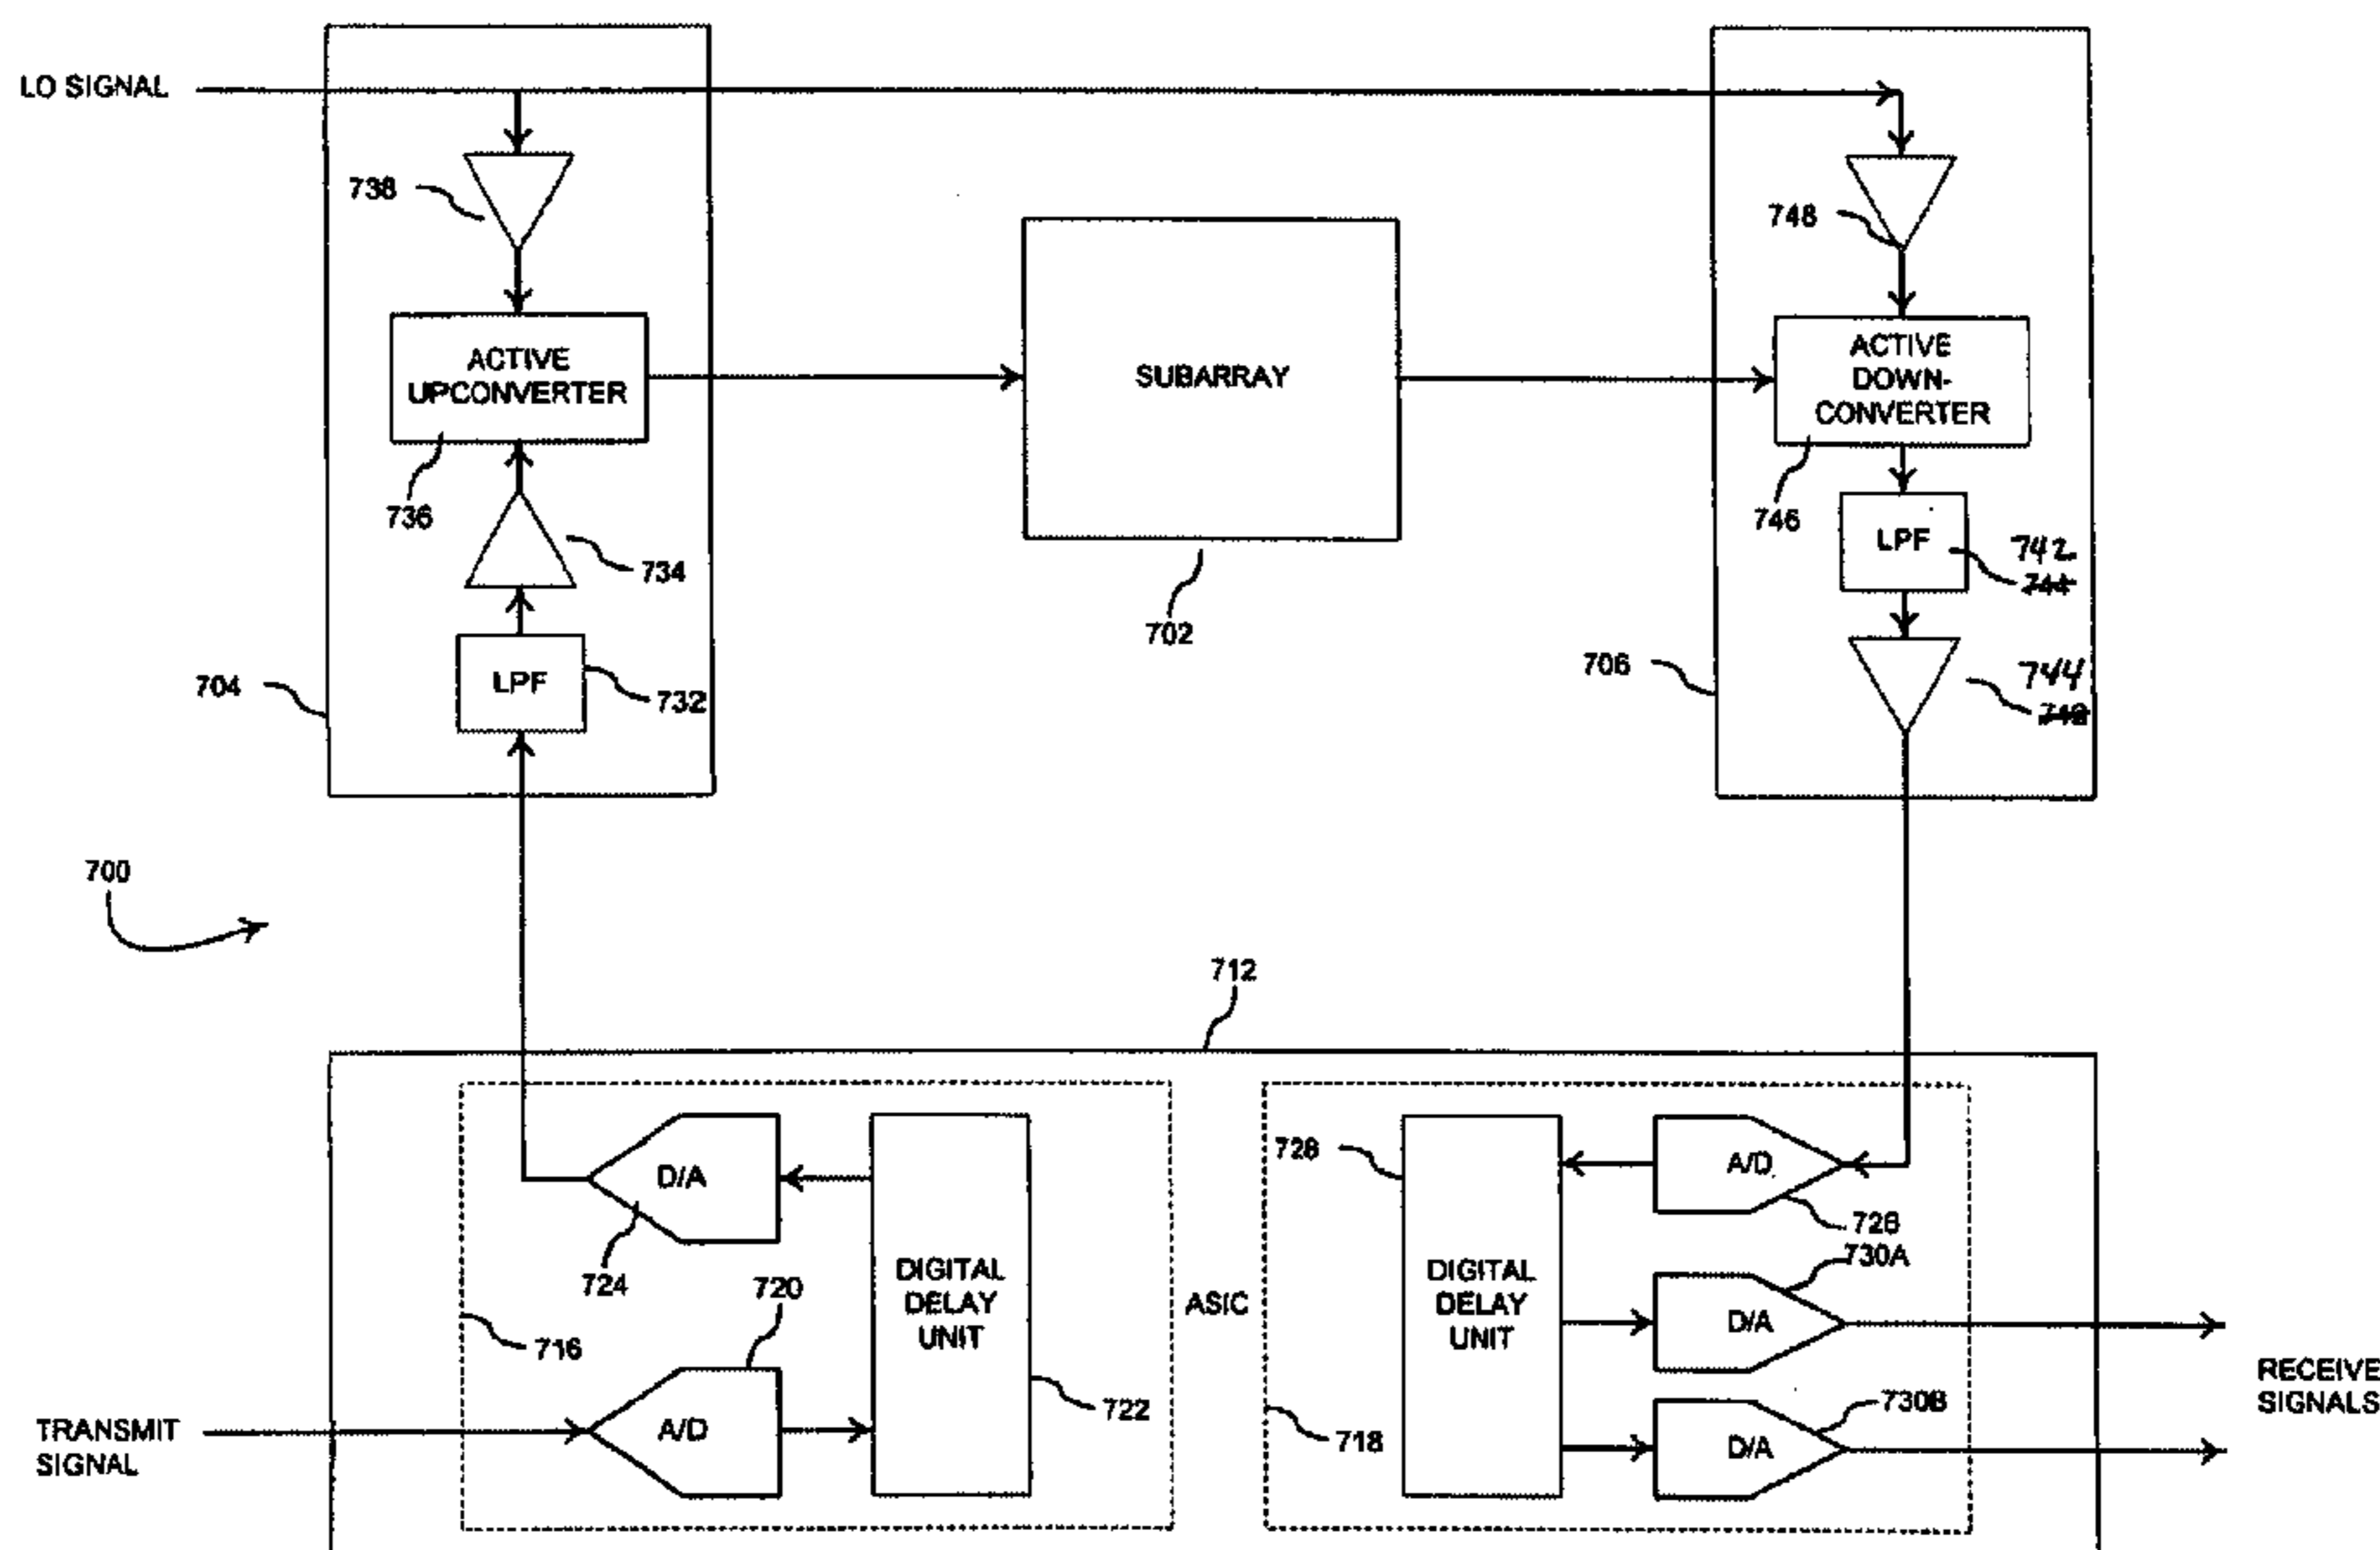 LO SIGNAL
738
748
ACTIVE
UPCONVERTER
SUBARRAY
ACTIVE
DOWN-
CONVERTER
736
746
734
LPF
742
744
702
LPF
732
704
706
744
700
712
D/A
724
720
DIGITAL
DELAY
UNIT
722
716
A/D
ASIC
728
A/D
726
730A
DIGITAL
DELAY
UNIT
D/A
730B
D/A
718
TRANSMIT
SIGNAL
RECEIVE
SIGNALS